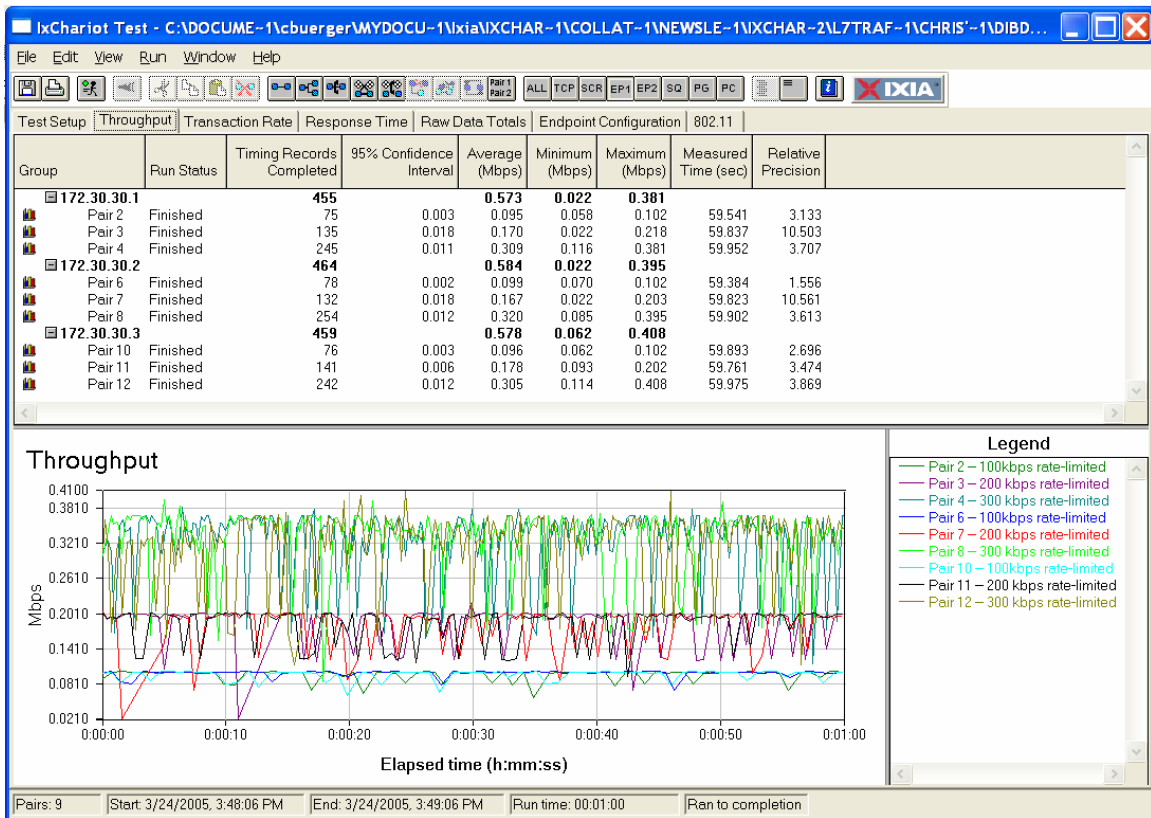 IxChariot Test - C:\DOCUME~1\cbuerger\MYDOCU~1\Ixia\IXCHAR~1\COLLAT~1\NEWSLE~1\IXCHAR~2\L7TRAF~1\CHRIS'~1\DIBD...
File Edit View Run Window Help
Pair 1 Pair 2 ALL TCP SCR EP1 EP2 SQ PG PC XIXIA
Test Setup Throughput Transaction Rate Response Time Raw Data Totals Endpoint Configuration 802.11
Group Run Status Timing Records Completed 95% Confidence Interval Average (Mbps) Minimum (Mbps) Maximum (Mbps) Measured Time (sec) Relative Precision
172.30.30.1 455 0.573 0.022 0.381
Pair 2 Finished 75 0.003 0.095 0.058 0.102 59.541 3.133
Pair 3 Finished 135 0.018 0.170 0.022 0.218 59.837 10.503
Pair 4 Finished 245 0.011 0.309 0.116 0.381 59.952 3.707
172.30.30.2 464 0.584 0.022 0.395
Pair 6 Finished 78 0.002 0.099 0.070 0.102 59.384 1.556
Pair 7 Finished 132 0.018 0.167 0.022 0.203 59.823 10.561
Pair 8 Finished 254 0.012 0.320 0.085 0.395 59.902 3.613
172.30.30.3 459 0.578 0.062 0.408
Pair 10 Finished 76 0.003 0.096 0.062 0.102 59.893 2.696
Pair 11 Finished 141 0.006 0.178 0.093 0.202 59.761 3.474
Pair 12 Finished 242 0.012 0.305 0.114 0.408 59.975 3.869
Throughput
Mbps
0.4100
0.3810
0.3210
0.2610
0.2010
0.1410
0.0810
0.0210
0:00:00 0:00:10 0:00:20 0:00:30 0:00:40 0:00:50 0:01:00
Elapsed time (h:mm:ss)
Legend
Pair 2 – 100kbps rate-limited
Pair 3 – 200 kbps rate-limited
Pair 4 – 300 kbps rate-limited
Pair 6 – 100kbps rate-limited
Pair 7 – 200 kbps rate-limited
Pair 8 – 300 kbps rate-limited
Pair 10 – 100kbps rate-limited
Pair 11 – 200 kbps rate-limited
Pair 12 – 300 kbps rate-limited
Pairs: 9 Start: 3/24/2005, 3:48:06 PM End: 3/24/2005, 3:49:06 PM Run time: 00:01:00 Ran to completion